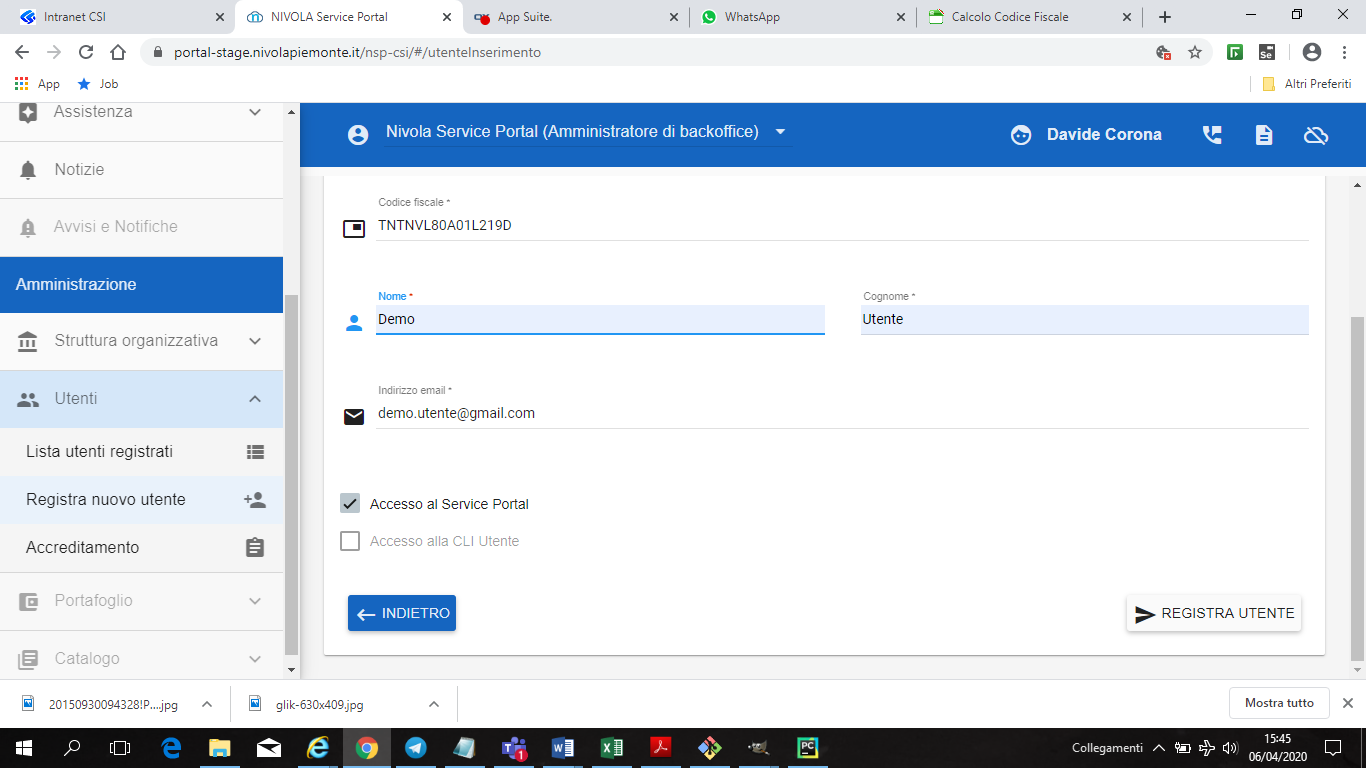 Intranet CSI
NIVOLA Service Portal
App Suite.
WhatsApp
Calcolo Codice Fiscale
portal-stage.nivolapiemonte.it/nsp-csi/#/utenteInserimento
Se
App
Job
Altri Preferiti
Assistenza
Notizie
Avvisi e Notifiche
Amministrazione
Struttura organizzativa
Utenti
Lista utenti registrati
Registra nuovo utente
Accreditamento
Portafoglio
Catalogo
Nivola Service Portal (Amministratore di backoffice)
Davide Corona
Codice fiscale *
TNTNVL80A01L219D
Nome *
Demo
Cognome *
Utente
Indirizzo email *
demo.utente@gmail.com
Accesso al Service Portal
Accesso alla CLI Utente
INDIETRO
REGISTRA UTENTE
20150930094328!P....jpg
glik-630x409.jpg
Mostra tutto
1
PC
Collegamenti
15:45
06/04/2020